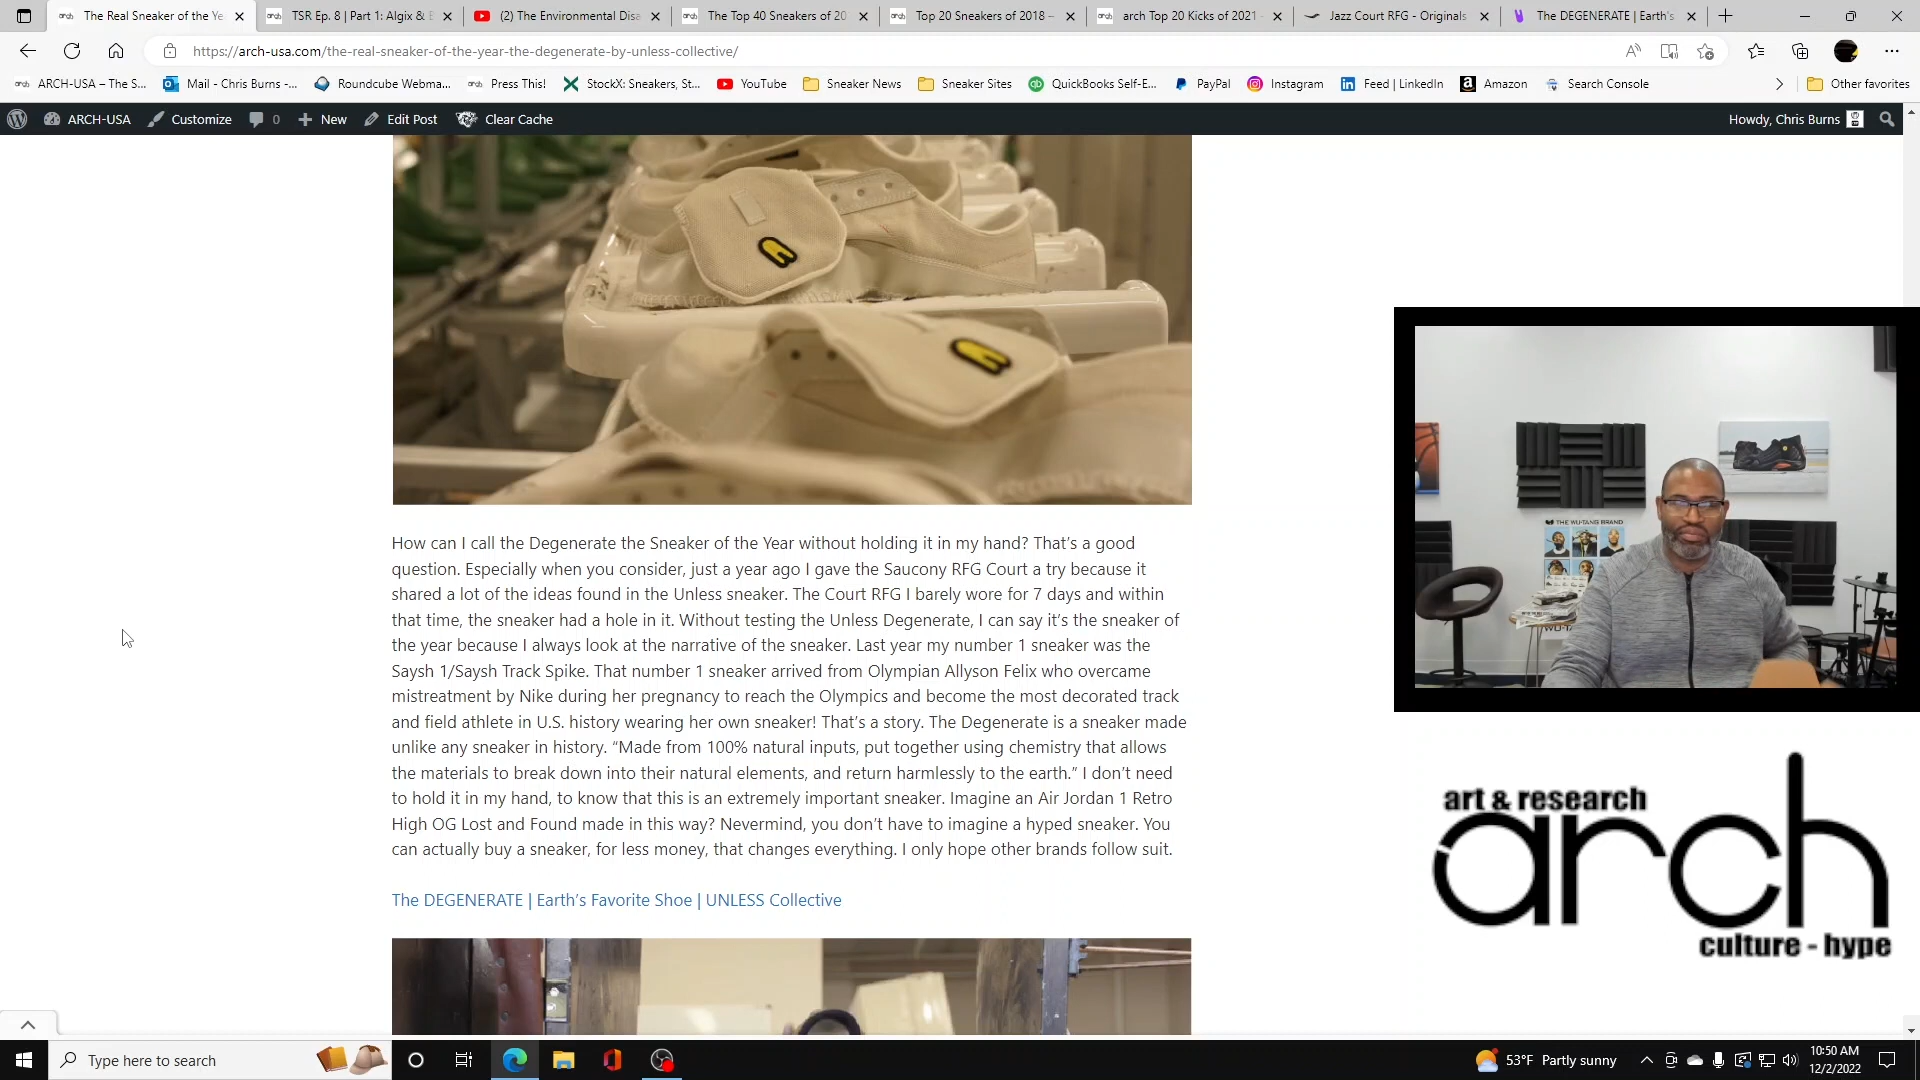 The Real Sneaker of the Ye
TSR Ep. 8 | Part 1: Algix &
(2) The Environmental Disa
The Top 40 Sneakers of 20
Top 20 Sneakers of 2018 –
arch Top 20 Kicks of 2021 -
Jazz Court RFG - Originals
The DEGENERATE | Earth's
https://arch-usa.com/the-real-sneaker-of-the-year-the-degenerate-by-unless-collective/
ARCH-USA – The S...
Mail - Chris Burns -...
Roundcube Webma...
Press This!
StockX: Sneakers, St...
YouTube
Sneaker News
Sneaker Sites
QuickBooks Self-E...
PayPal
Instagram
Feed | LinkedIn
Amazon
Search Console
Other favorites
ARCH-USA
Customize
0
New
Edit Post
Clear Cache
Howdy, Chris Burns
How can I call the Degenerate the Sneaker of the Year without holding it in my hand? That's a good
question. Especially when you consider, just a year ago I gave the Saucony RFG Court a try because it
shared a lot of the ideas found in the Unless sneaker. The Court RFG I barely wore for 7 days and within
that time, the sneaker had a hole in it. Without testing the Unless Degenerate, I can say it's the sneaker of
the year because I always look at the narrative of the sneaker. Last year my number 1 sneaker was the
Saysh 1/Saysh Track Spike. That number 1 sneaker arrived from Olympian Allyson Felix who overcame
mistreatment by Nike during her pregnancy to reach the Olympics and become the most decorated track
and field athlete in U.S. history wearing her own sneaker! That's a story. The Degenerate is a sneaker made
unlike any sneaker in history. “Made from 100% natural inputs, put together using chemistry that allows
the materials to break down into their natural elements, and return harmlessly to the earth.” I don't need
to hold it in my hand, to know that this is an extremely important sneaker. Imagine an Air Jordan 1 Retro
High OG Lost and Found made in this way? Nevermind, you don't have to imagine a hyped sneaker. You
can actually buy a sneaker, for less money, that changes everything. I only hope other brands follow suit.
The DEGENERATE | Earth's Favorite Shoe | UNLESS Collective
THE WU-TANG BRAND
WU-TA
art & research
arch
culture - hype
Type here to search
53°F Partly sunny
10:50 AM
12/2/2022